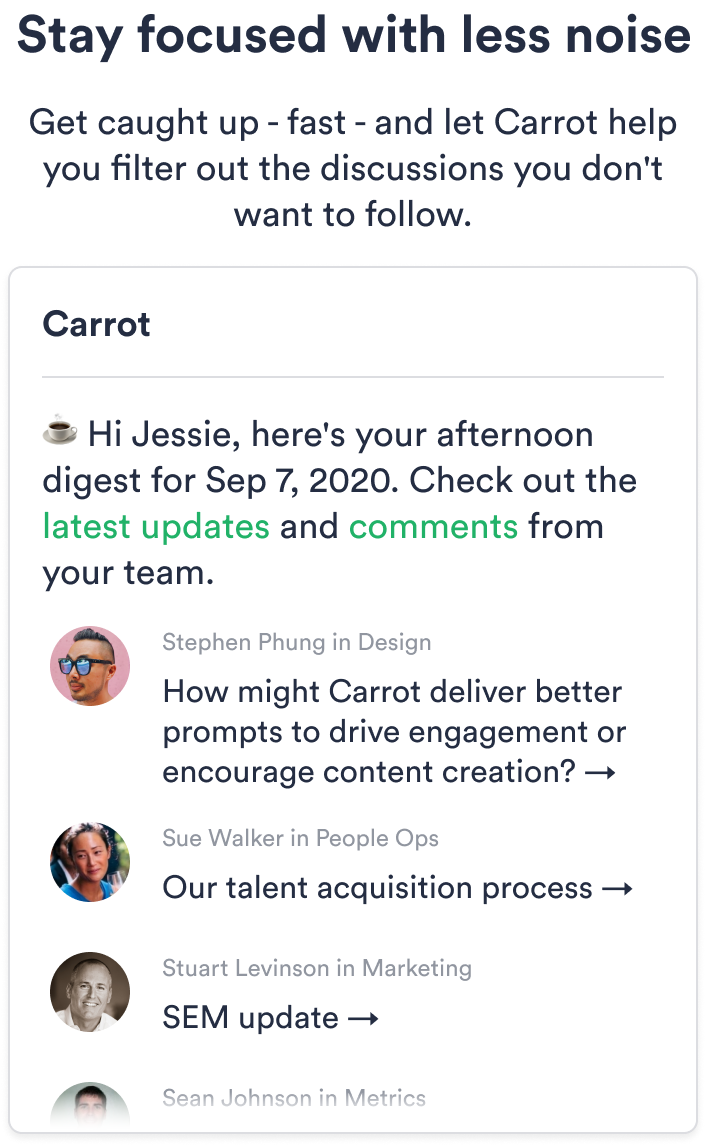 Stay focused with less noise
Get caught up - fast - and let Carrot help
you filter out the discussions you don't
want to follow.
Carrot
☕ Hi Jessie, here's your afternoon
digest for Sep 7, 2020. Check out the
latest updates and comments from
your team.
Stephen Phung in Design
How might Carrot deliver better
prompts to drive engagement or
encourage content creation? →
Sue Walker in People Ops
Our talent acquisition process →
Stuart Levinson in Marketing
SEM update →
Sean Johnson in Metrics